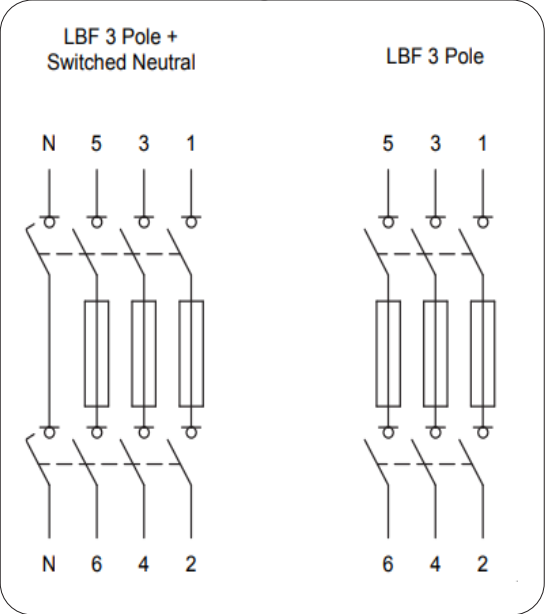 LBF 3 Pole +
Switched Neutral
LBF 3 Pole
N 5 3 1
5 3 1
N 6 4 2
6 4 2